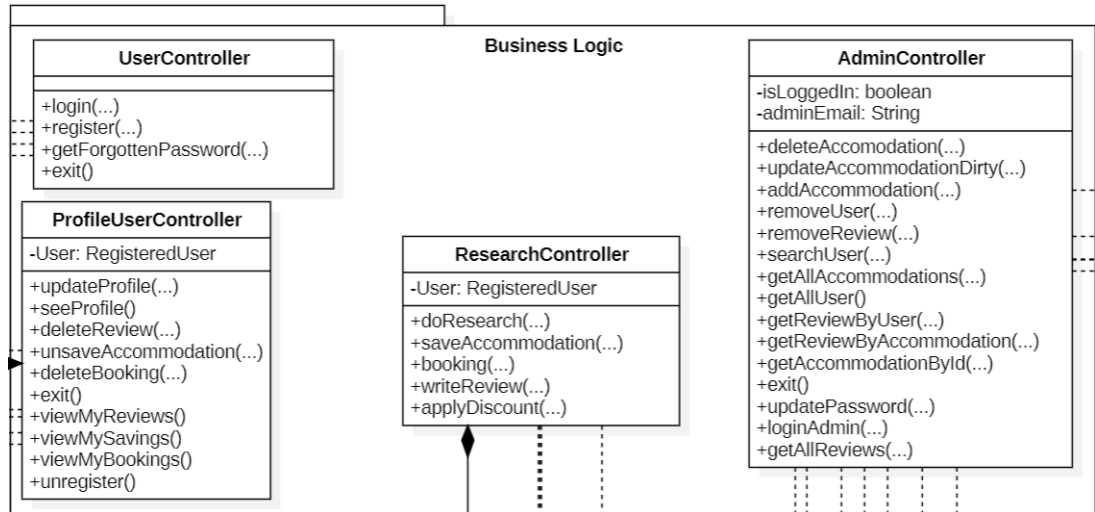 Business Logic
UserController
+login(...)
+register(...)
+getForgottenPassword(...)
+exit()
ProfileUserController
-User: RegisteredUser
+updateProfile(...)
+seeProfile()
+deleteReview(...)
+unsaveAccommodation(...)
+deleteBooking(...)
+exit()
+viewMyReviews()
+viewMySavings()
+viewMyBookings()
+unregister()
ResearchController
-User: RegisteredUser
+doResearch(...)
+saveAccommodation(...)
+booking(...)
+writeReview(...)
+applyDiscount(...)
AdminController
-isLoggedIn: boolean
-adminEmail: String
+deleteAccomodation(...)
+updateAccommodationDirty(...)
+addAccommodation(...)
+removeUser(...)
+removeReview(...)
+searchUser(...)
+getAllAccommodations(...)
+getAllUser()
+getReviewByUser(...)
+getReviewByAccommodation(...)
+getAccommodationById(...)
+exit()
+updatePassword(...)
+loginAdmin(...)
+getAllReviews(...)